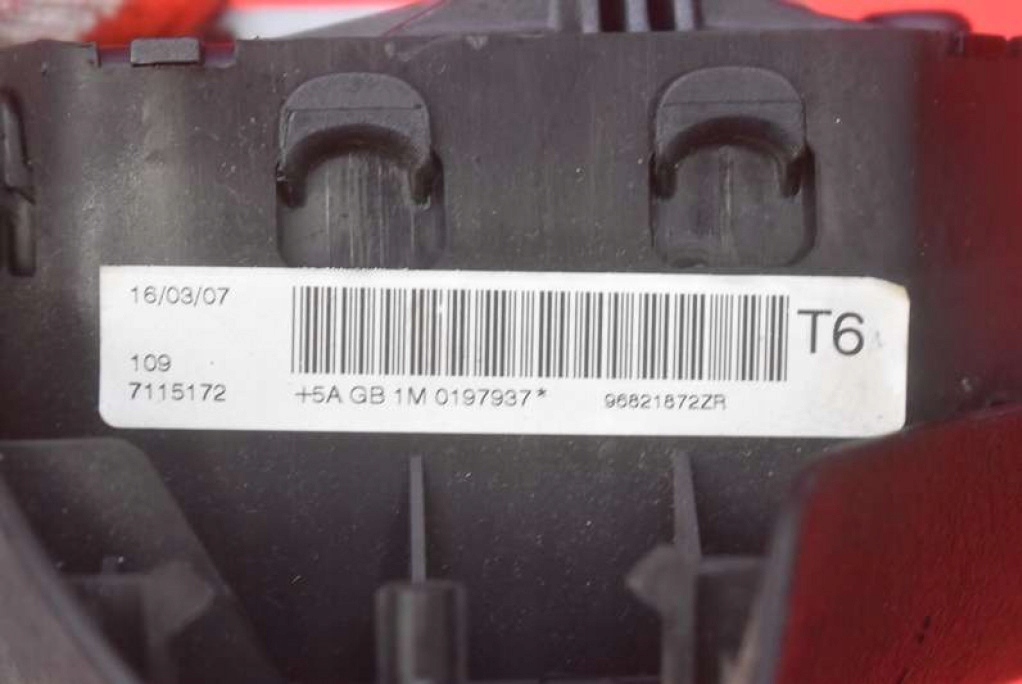 16/03/07
T6
109
7115172
+5A GB 1M 0197937*
96821872ZR